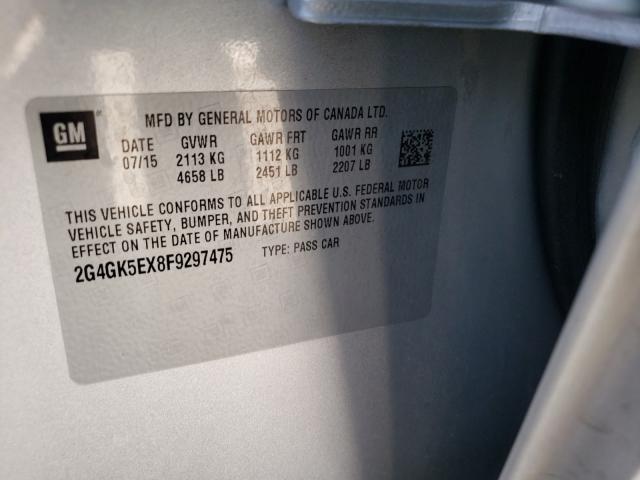 GM
MFD BY GENERAL MOTORS OF CANADA LTD.
DATE GVWR GAWR FRT GAWR RR
07/15 2113 KG 1112 KG 1001 KG
4658 LB 2451 LB 2207 LB
THIS VEHICLE CONFORMS TO ALL APPLICABLE U.S. FEDERAL MOTOR
VEHICLE SAFETY, BUMPER, AND THEFT PREVENTION STANDARDS IN
EFFECT ON THE DATE OF MANUFACTURE SHOWN ABOVE.
2G4GK5EX8F9297475 TYPE: PASS CAR